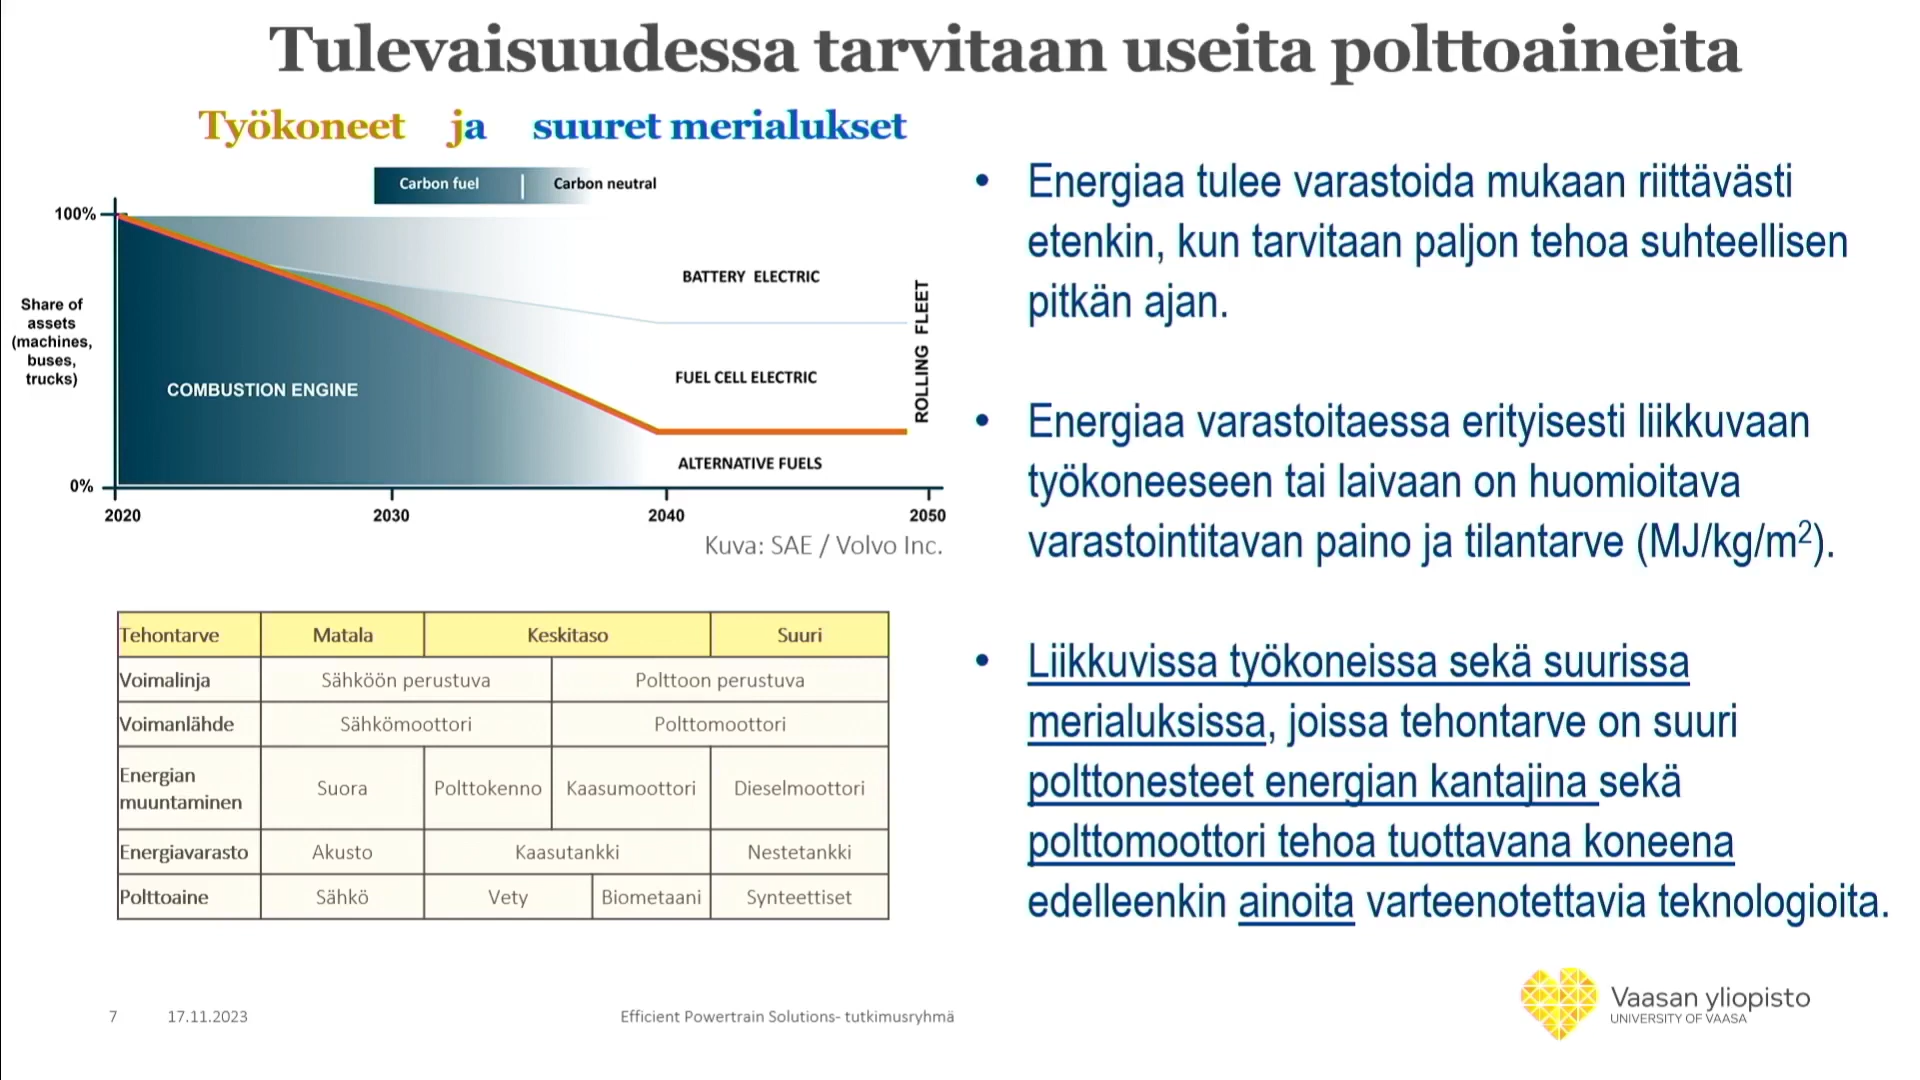 Tulevaisuudessa tarvitaan useita polttoaineita
Työkoneet ja suuret merialukset
Carbon fuel | Carbon neutral
100%
Share of
assets
(machines,
buses,
trucks)
0%
COMBUSTION ENGINE
BATTERY ELECTRIC
FUEL CELL ELECTRIC
ALTERNATIVE FUELS
ROLLING FLEET
2020 2030 2040 2050
Kuva: SAE / Volvo Inc.
Tehontarve Matala Keskitaso Suuri
Voimalinja Sähköön perustuva Polttoon perustuva
Voimanlähde Sähkömoottori Polttomoottori
Energian
muuntaminen Suora Polttokenno Kaasumoottori Dieselmoottori
Energiavarasto Akusto Kaasutankki Nestetankki
Polttoaine Sähkö Vety Biometaani Synteettiset
• Energiaa tulee varastoida mukaan riittävästi
etenkin, kun tarvitaan paljon tehoa suhteellisen
pitkän ajan.
• Energiaa varastoitaessa erityisesti liikkuvaan
työkoneeseen tai laivaan on huomioitava
varastointitavan paino ja tilantarve (MJ/kg/m²).
• Liikkuvissa työkoneissa sekä suurissa
merialuksissa, joissa tehontarve on suuri
polttonesteet energian kantajina sekä
polttomoottori tehoa tuottavana koneena
edelleenkin ainoita varteenotettavia teknologioita.
7 17.11.2023 Efficient Powertrain Solutions- tutkimusryhmä
Vaasan yliopisto
UNIVERSITY OF VAASA